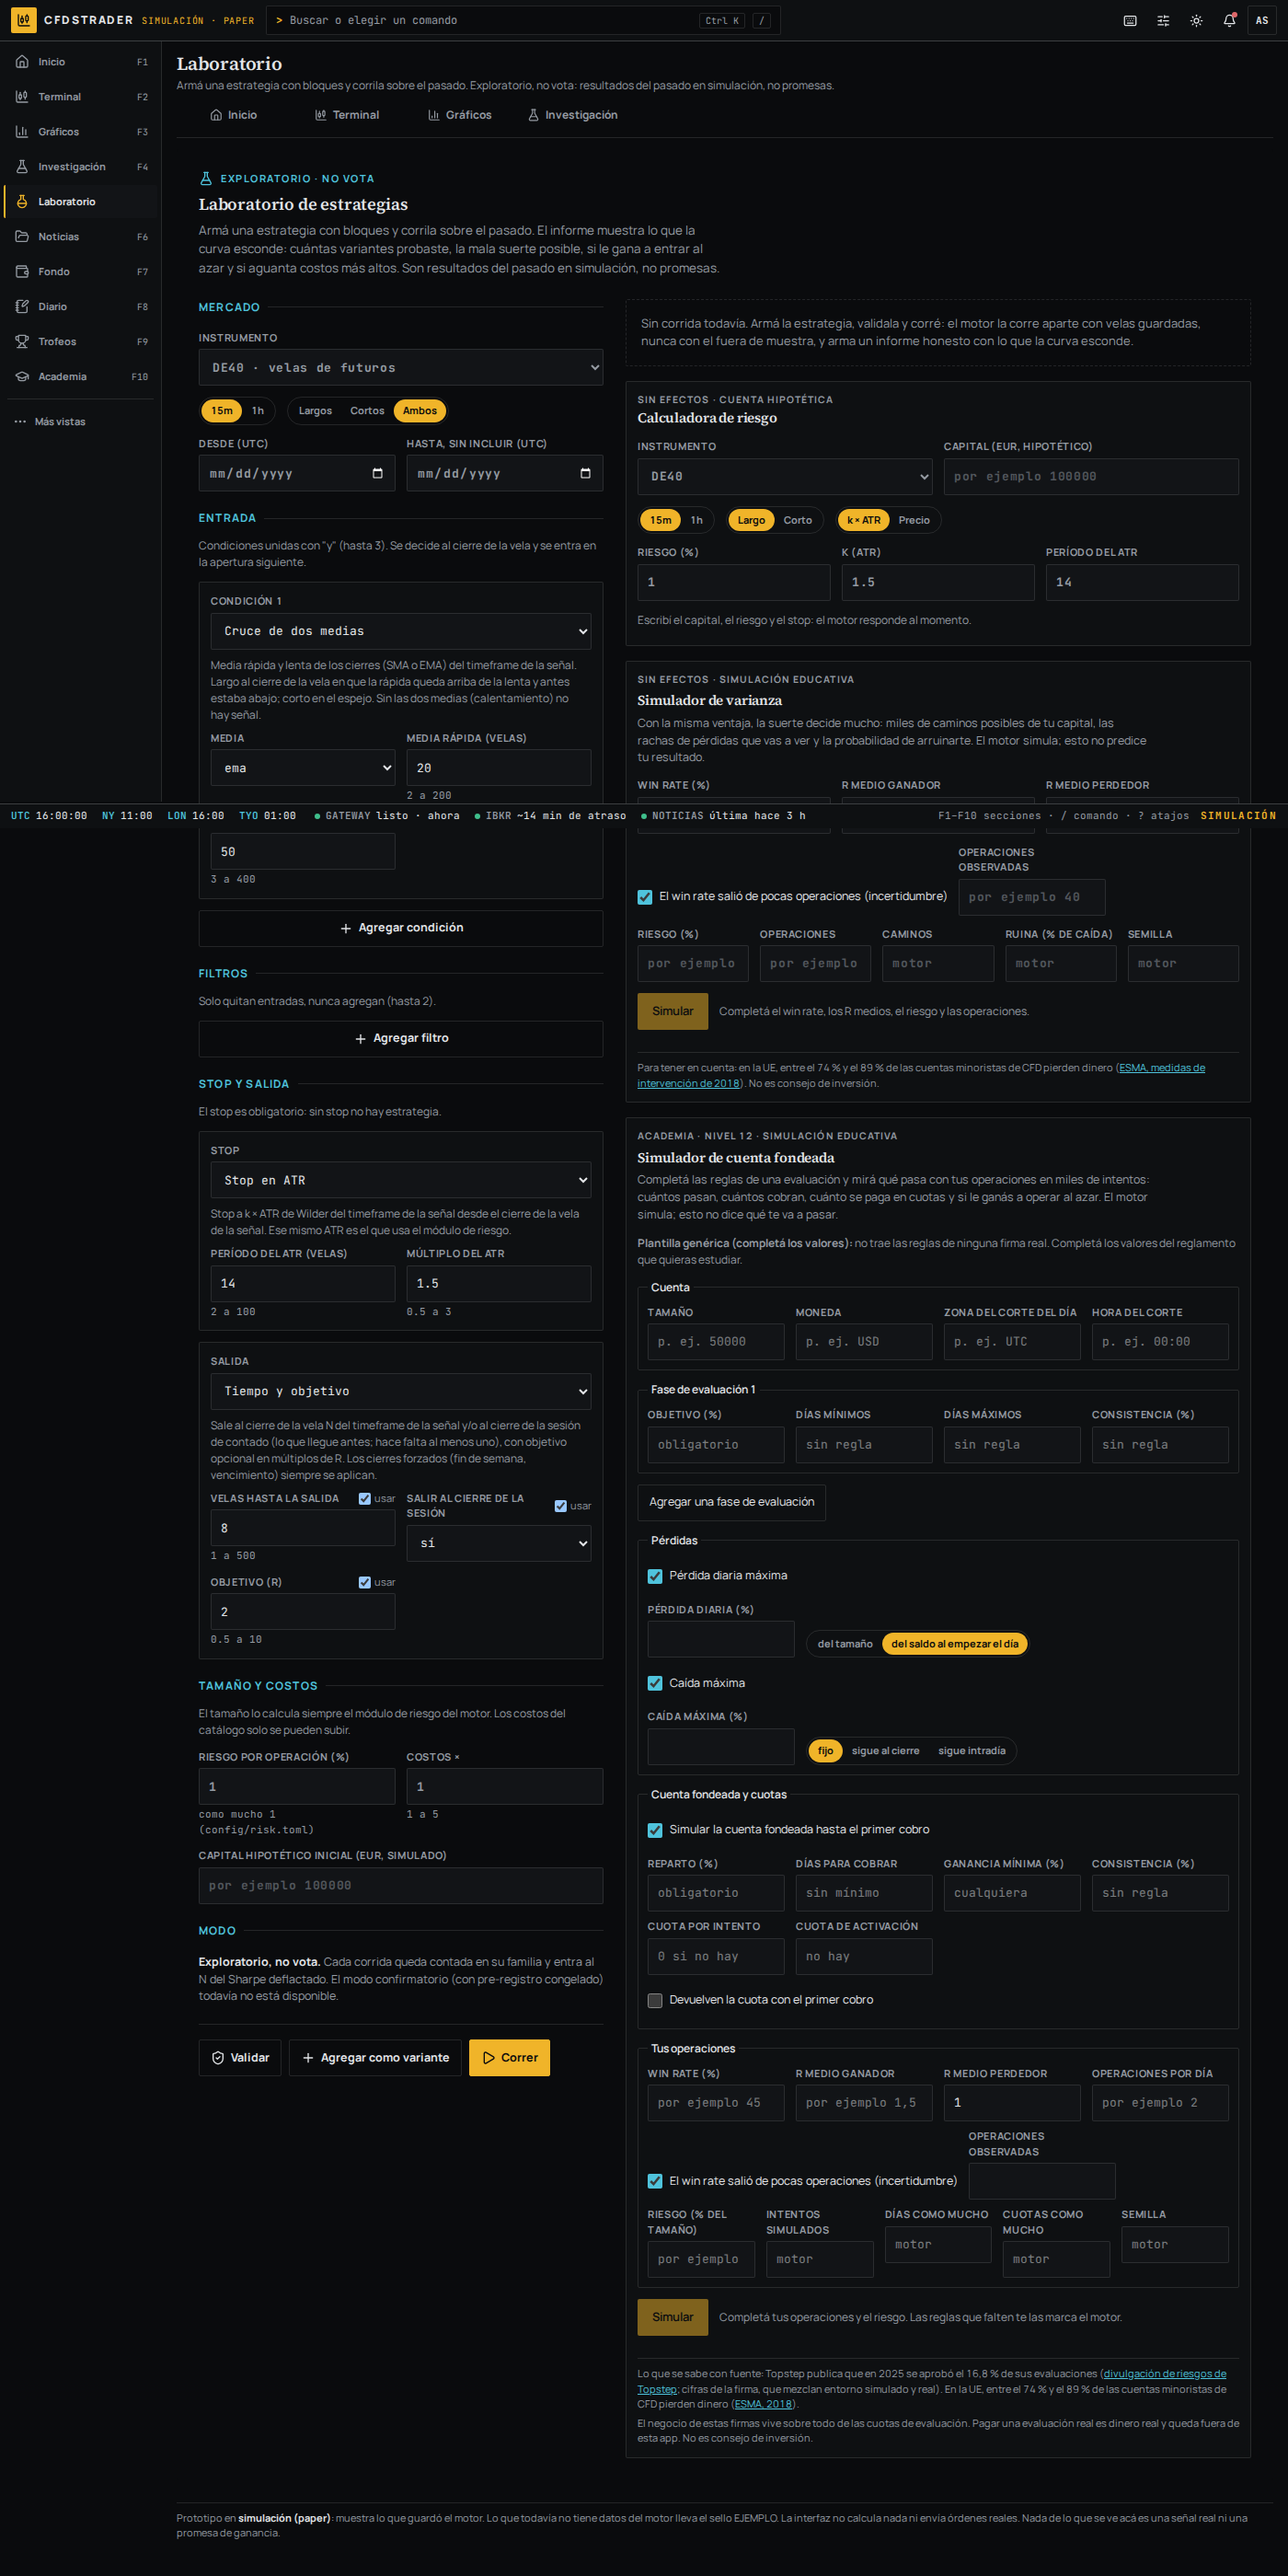 CFDSTRADER SIMULACIÓN · PAPER
> Buscar o elegir un comando
Ctrl K /
AS
Inicio F1
Terminal F2
Gráficos F3
Investigación F4
Laboratorio
Noticias F6
Fondo F7
Diario F8
Trofeos F9
Academia F10
Más vistas
Laboratorio
Armá una estrategia con bloques y corrila sobre el pasado. Exploratorio, no vota: resultados del pasado en simulación, no promesas.
Inicio Terminal Gráficos Investigación
EXPLORATORIO · NO VOTA
Laboratorio de estrategias
Armá una estrategia con bloques y corrila sobre el pasado. El informe muestra lo que la
curva esconde: cuántas variantes probaste, la mala suerte posible, si le gana a entrar al
azar y si aguanta costos más altos. Son resultados del pasado en simulación, no promesas.
MERCADO
INSTRUMENTO
DE40 · velas de futuros
15m 1h Largos Cortos Ambos
DESDE (UTC) HASTA, SIN INCLUIR (UTC)
mm/dd/yyyy mm/dd/yyyy
ENTRADA
Condiciones unidas con "y" (hasta 3). Se decide al cierre de la vela y se entra en
la apertura siguiente.
CONDICIÓN 1
Cruce de dos medias
Media rápida y lenta de los cierres (SMA o EMA) del timeframe de la señal.
Largo al cierre de la vela en que la rápida queda arriba de la lenta y antes
estaba abajo; corto en el espejo. Sin las dos medias (calentamiento) no
hay señal.
MEDIA MEDIA RÁPIDA (VELAS)
ema 20
2 a 200
50
3 a 400
Agregar condición
FILTROS
Solo quitan entradas, nunca agregan (hasta 2).
Agregar filtro
STOP Y SALIDA
El stop es obligatorio: sin stop no hay estrategia.
STOP
Stop en ATR
Stop a k × ATR de Wilder del timeframe de la señal desde el cierre de la vela
de la señal. Ese mismo ATR es el que usa el módulo de riesgo.
PERÍODO DEL ATR (VELAS) MÚLTIPLO DEL ATR
14 1.5
2 a 100 0.5 a 3
SALIDA
Tiempo y objetivo
Sale al cierre de la vela N del timeframe de la señal y/o al cierre de la sesión
de contado (lo que llegue antes; hace falta al menos uno), con objetivo
opcional en múltiplos de R. Los cierres forzados (fin de semana,
vencimiento) siempre se aplican.
VELAS HASTA LA SALIDA usar SALIR AL CIERRE DE LA SESIÓN usar
8 sí
1 a 500
OBJETIVO (R) usar
2
0.5 a 10
TAMAÑO Y COSTOS
El tamaño lo calcula siempre el módulo de riesgo del motor. Los costos del
catálogo solo se pueden subir.
RIESGO POR OPERACIÓN (%) COSTOS ×
1 1
como mucho 1 1 a 5
(config/risk.toml)
CAPITAL HIPOTÉTICO INICIAL (EUR, SIMULADO)
por ejemplo 100000
MODO
Exploratorio, no vota. Cada corrida queda contada en su familia y entra al
N del Sharpe deflactado. El modo confirmatorio (con pre-registro congelado)
todavía no está disponible.
Validar Agregar como variante Correr
Sin corrida todavía. Armá la estrategia, validala y corré: el motor la corre aparte con velas guardadas,
nunca con el fuera de muestra, y arma un informe honesto con lo que la curva esconde.
SIN EFECTOS · CUENTA HIPOTÉTICA
Calculadora de riesgo
INSTRUMENTO CAPITAL (EUR, HIPOTÉTICO)
DE40 por ejemplo 100000
15m 1h Largo Corto k × ATR Precio
RIESGO (%) K (ATR) PERÍODO DEL ATR
1 1.5 14
Escribí el capital, el riesgo y el stop: el motor responde al momento.
SIN EFECTOS · SIMULACIÓN EDUCATIVA
Simulador de varianza
Con la misma ventaja, la suerte decide mucho: miles de caminos posibles de tu capital, las
rachas de pérdidas que vas a ver y la probabilidad de arruinarte. El motor simula; esto no predice
tu resultado.
WIN RATE (%) R MEDIO GANADOR R MEDIO PERDEDOR
UTC 16:00:00 NY 11:00 LON 16:00 TYO 01:00 GATEWAY listo · ahora IBKR ~14 min de atraso NOTICIAS última hace 3 h F1–F10 secciones · / comando · ? atajos SIMULACIÓN
OPERACIONES
OBSERVADAS
El win rate salió de pocas operaciones (incertidumbre) por ejemplo 40
RIESGO (%) OPERACIONES CAMINOS RUINA (% DE CAÍDA) SEMILLA
por ejemplo por ejemplo motor motor motor
Simular Completá el win rate, los R medios, el riesgo y las operaciones.
Para tener en cuenta: en la UE, entre el 74 % y el 89 % de las cuentas minoristas de CFD pierden dinero (ESMA, medidas de
intervención de 2018). No es consejo de inversión.
ACADEMIA · NIVEL 12 · SIMULACIÓN EDUCATIVA
Simulador de cuenta fondeada
Completá las reglas de una evaluación y mirá qué pasa con tus operaciones en miles de intentos:
cuántos pasan, cuántos cobran, cuánto se paga en cuotas y si le ganás a operar al azar. El motor
simula; esto no dice qué te va a pasar.
Plantilla genérica (completá los valores): no trae las reglas de ninguna firma real. Completá los valores del reglamento
que quieras estudiar.
Cuenta
TAMAÑO MONEDA ZONA DEL CORTE DEL DÍA HORA DEL CORTE
p. ej. 50000 p. ej. USD p. ej. UTC p. ej. 00:00
Fase de evaluación 1
OBJETIVO (%) DÍAS MÍNIMOS DÍAS MÁXIMOS CONSISTENCIA (%)
obligatorio sin regla sin regla sin regla
Agregar una fase de evaluación
Pérdidas
Pérdida diaria máxima
PÉRDIDA DIARIA (%)
del tamaño del saldo al empezar el día
Caída máxima
CAÍDA MÁXIMA (%)
fijo sigue al cierre sigue intradía
Cuenta fondeada y cuotas
Simular la cuenta fondeada hasta el primer cobro
REPARTO (%) DÍAS PARA COBRAR GANANCIA MÍNIMA (%) CONSISTENCIA (%)
obligatorio sin mínimo cualquiera sin regla
CUOTA POR INTENTO CUOTA DE ACTIVACIÓN
0 si no hay no hay
Devuelven la cuota con el primer cobro
Tus operaciones
WIN RATE (%) R MEDIO GANADOR R MEDIO PERDEDOR OPERACIONES POR DÍA
por ejemplo 45 por ejemplo 1,5 1 por ejemplo 2
OPERACIONES
OBSERVADAS
El win rate salió de pocas operaciones (incertidumbre)
RIESGO (% DEL TAMAÑO) INTENTOS SIMULADOS DÍAS COMO MUCHO CUOTAS COMO MUCHO SEMILLA
por ejemplo motor motor motor motor
Simular Completá tus operaciones y el riesgo. Las reglas que falten te las marca el motor.
Lo que se sabe con fuente: Topstep publica que en 2025 se aprobó el 16,8 % de sus evaluaciones (divulgación de riesgos de
Topstep; cifras de la firma, que mezclan entorno simulado y real). En la UE, entre el 74 % y el 89 % de las cuentas minoristas de
CFD pierden dinero (ESMA, 2018).
El negocio de estas firmas vive sobre todo de las cuotas de evaluación. Pagar una evaluación real es dinero real y queda fuera de
esta app. No es consejo de inversión.
Prototipo en simulación (paper): muestra lo que guardó el motor. Lo que todavía no tiene datos del motor lleva el sello EJEMPLO. La interfaz no calcula nada ni envía órdenes reales. Nada de lo que se ve acá es una señal real ni una
promesa de ganancia.